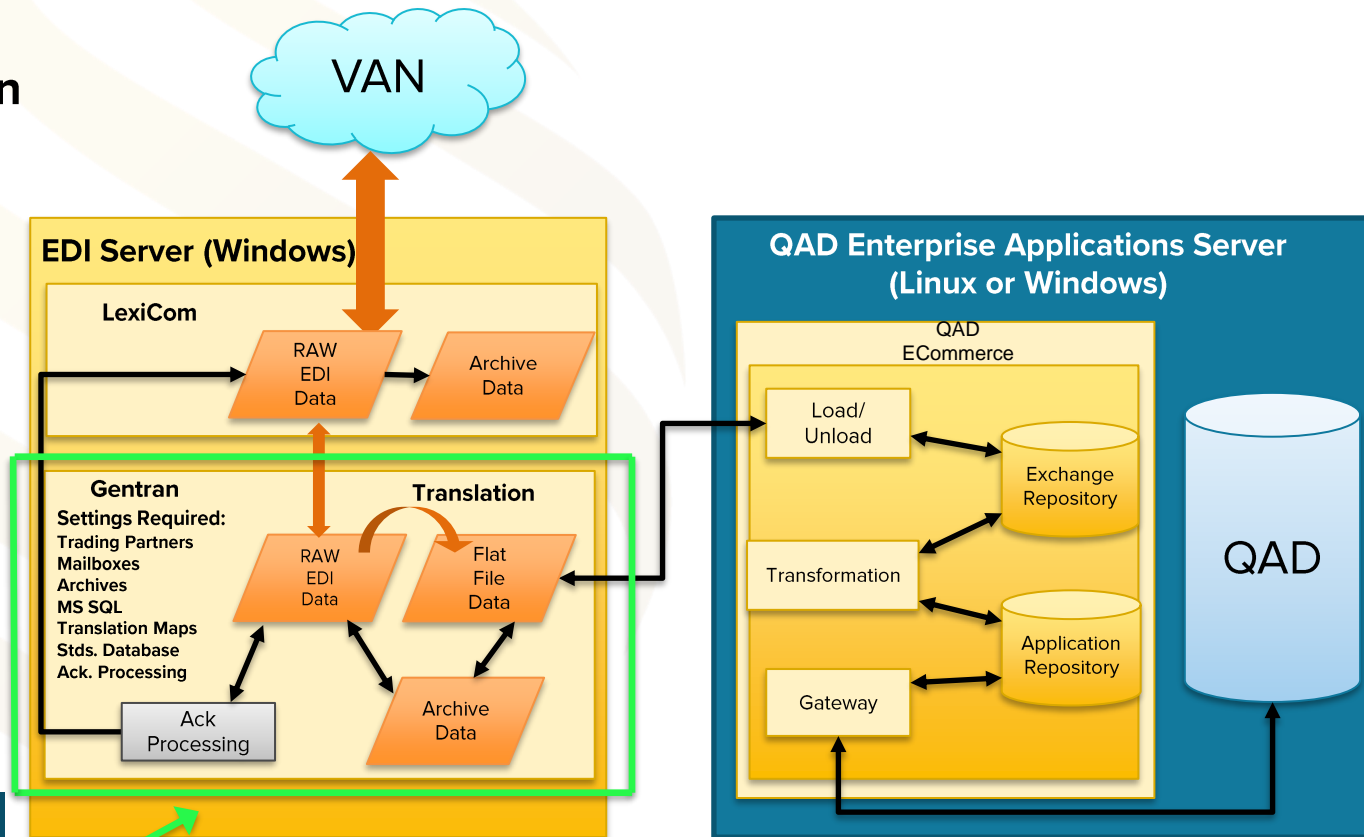 VAN
n
EDI Server (Windows)
LexiCom
RAW
EDI
Data
Archive
Data
Gentran
Translation
Settings Required:
Trading Partners
Mailboxes
Archives
MS SQL
Translation Maps
Stds. Database
Ack. Processing
RAW
EDI
Data
Flat
File
Data
Ack
Processing
Archive
Data
QAD Enterprise Applications Server
(Linux or Windows)
QAD
ECommerce
Load/
Unload
Exchange
Repository
Transformation
Application
Repository
Gateway
QAD